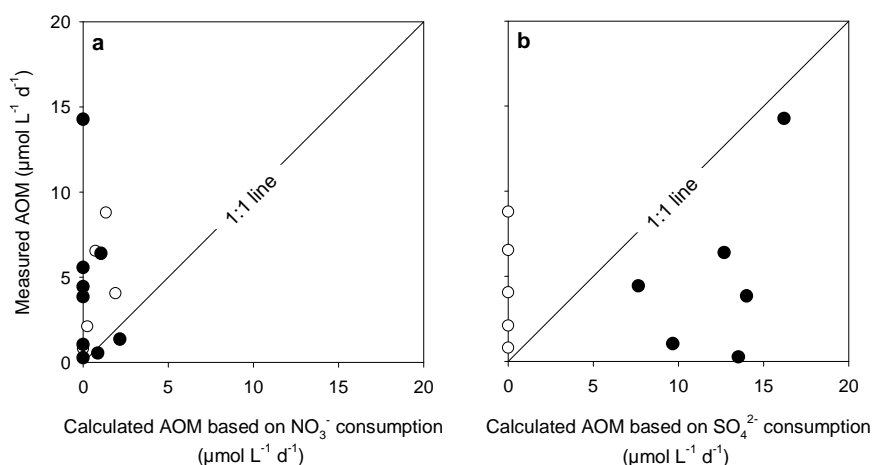 a
b
20
15
10
5
0
Measured AOM (µmol L⁻¹ d⁻¹)
1:1 line
1:1 line
0 5 10 15 20
0 5 10 15 20
Calculated AOM based on NO₃⁻ consumption
(µmol L⁻¹ d⁻¹)
Calculated AOM based on SO₄²⁻ consumption
(µmol L⁻¹ d⁻¹)